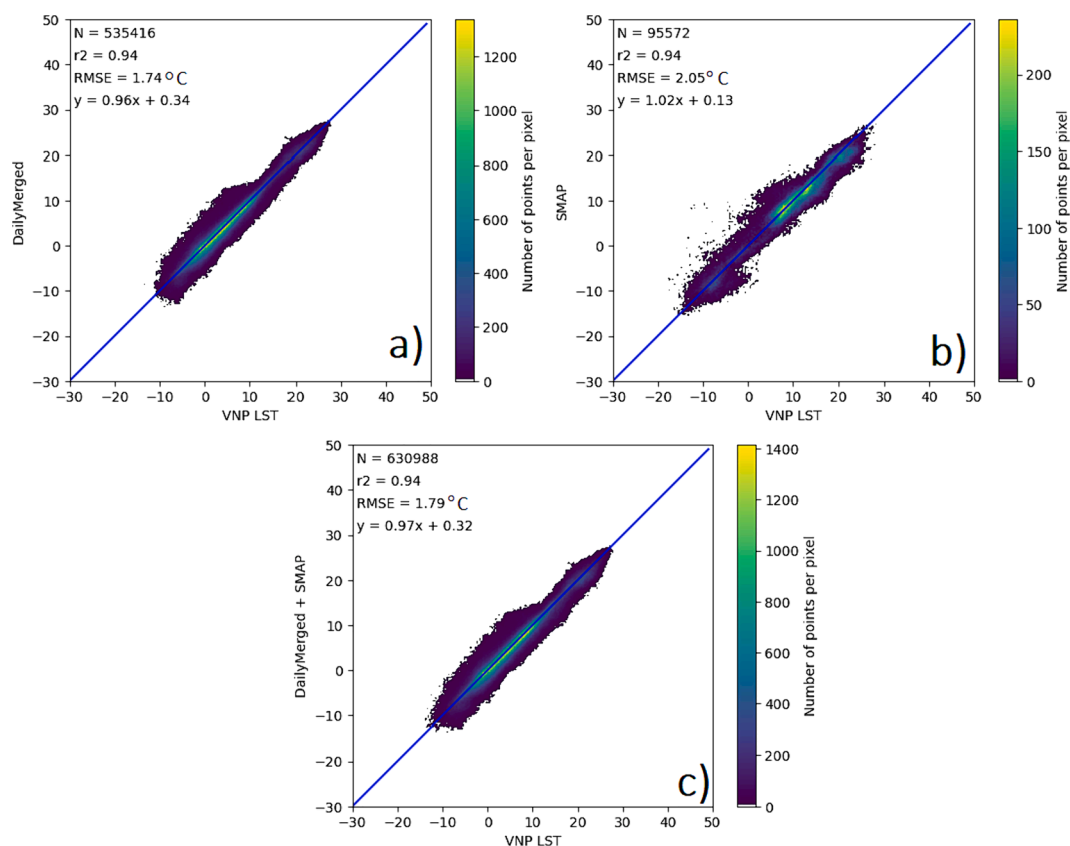 N = 535416
r2 = 0.94
RMSE = 1.74°C
y = 0.96x + 0.34
50
40
30
20
10
0
−10
−20
−30
DailyMerged
−30 −20 −10 0 10 20 30 40 50
VNP LST
a)
1200
1000
800
600
400
200
0
Number of points per pixel
N = 95572
r2 = 0.94
RMSE = 2.05°C
y = 1.02x + 0.13
50
40
30
20
10
0
−10
−20
−30
SMAP
−30 −20 −10 0 10 20 30 40 50
VNP LST
b)
200
150
100
50
0
Number of points per pixel
N = 630988
r2 = 0.94
RMSE = 1.79°C
y = 0.97x + 0.32
50
40
30
20
10
0
−10
−20
−30
DailyMerged + SMAP
−30 −20 −10 0 10 20 30 40 50
VNP LST
c)
1400
1200
1000
800
600
400
200
0
Number of points per pixel